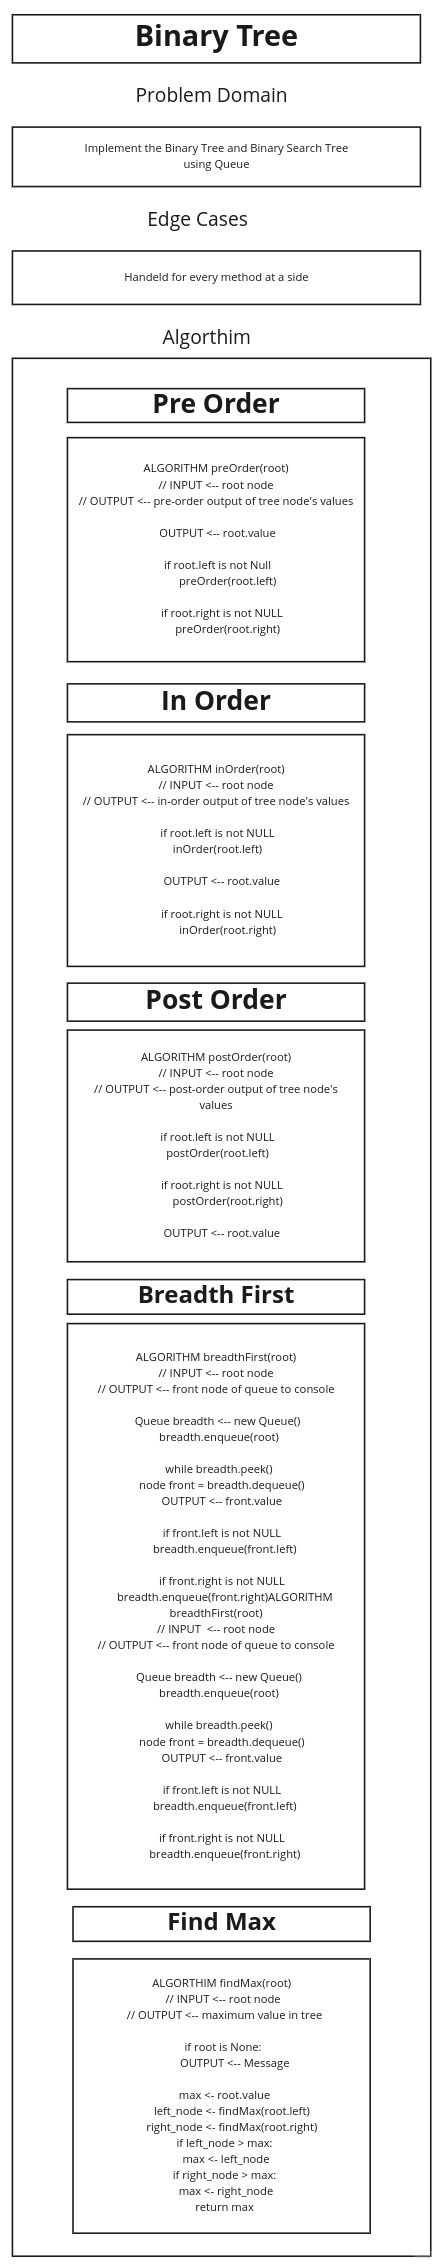 Binary Tree
Problem Domain
Implement the Binary Tree and Binary Search Tree
using Queue
Edge Cases
Handeld for every method at a side
Algorthim
Pre Order
ALGORITHM preOrder(root)
// INPUT <-- root node
// OUTPUT <-- pre-order output of tree node's values
OUTPUT <-- root.value
if root.left is not Null
preOrder(root.left)
if root.right is not NULL
preOrder(root.right)
In Order
ALGORITHM inOrder(root)
// INPUT <-- root node
// OUTPUT <-- in-order output of tree node's values
if root.left is not NULL
inOrder(root.left)
OUTPUT <-- root.value
if root.right is not NULL
inOrder(root.right)
Post Order
ALGORITHM postOrder(root)
// INPUT <-- root node
// OUTPUT <-- post-order output of tree node's
values
if root.left is not NULL
postOrder(root.left)
if root.right is not NULL
postOrder(root.right)
OUTPUT <-- root.value
Breadth First
ALGORITHM breadthFirst(root)
// INPUT <-- root node
// OUTPUT <-- front node of queue to console
Queue breadth <-- new Queue()
breadth.enqueue(root)
while breadth.peek()
node front = breadth.dequeue()
OUTPUT <-- front.value
if front.left is not NULL
breadth.enqueue(front.left)
if front.right is not NULL
breadth.enqueue(front.right)ALGORITHM
breadthFirst(root)
// INPUT <-- root node
// OUTPUT <-- front node of queue to console
Queue breadth <-- new Queue()
breadth.enqueue(root)
while breadth.peek()
node front = breadth.dequeue()
OUTPUT <-- front.value
if front.left is not NULL
breadth.enqueue(front.left)
if front.right is not NULL
breadth.enqueue(front.right)
Find Max
ALGORTHIM findMax(root)
// INPUT <-- root node
// OUTPUT <-- maximum value in tree
if root is None:
OUTPUT <-- Message
max <- root.value
left_node <- findMax(root.left)
right_node <- findMax(root.right)
if left_node > max:
max <- left_node
if right_node > max:
max <- right_node
return max